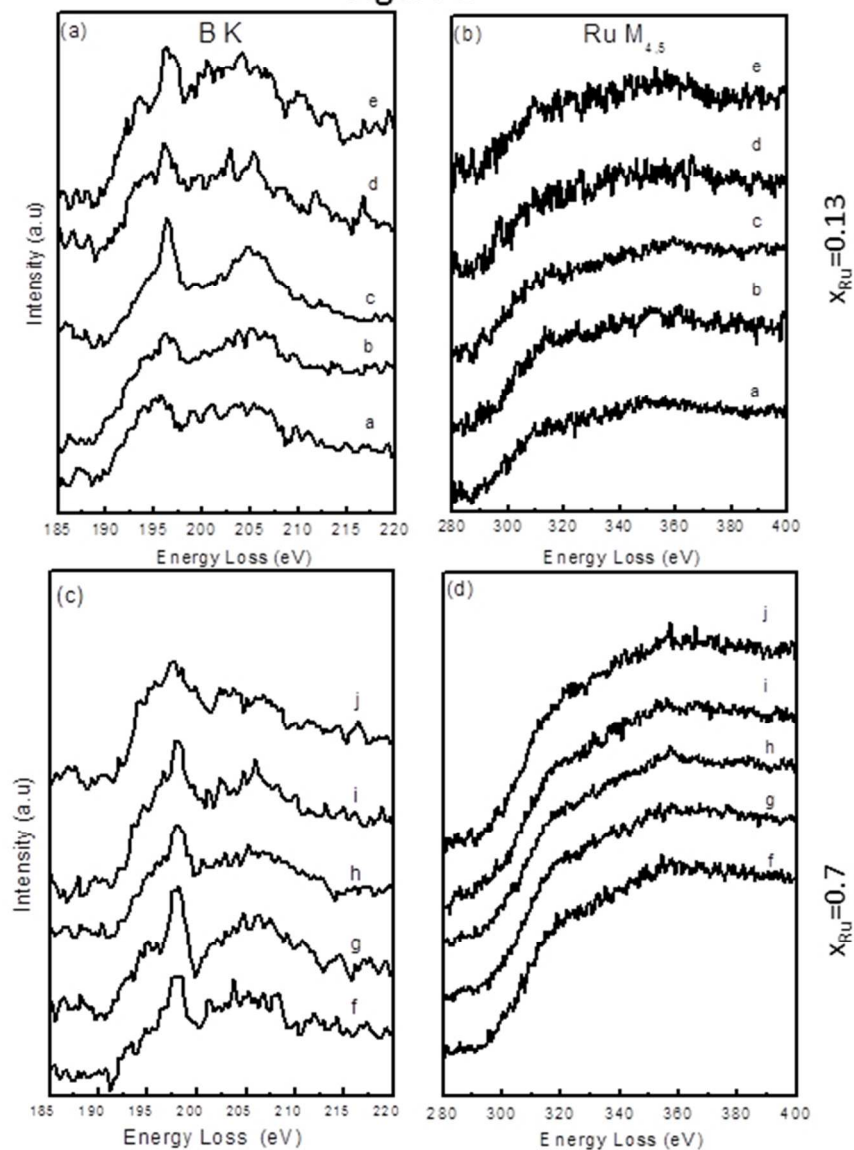 (a)
B K
e
d
c
b
a
Intensity (a.u)
185 190 195 200 205 210 215 220
Energy Loss (eV)
(b)
Ru M4,5
e
d
c
b
a
280 300 320 340 360 380 400
Energy Loss (eV)
XRu=0.13
(c)
j
i
h
g
f
Intensity (a.u)
185 190 195 200 205 210 215 220
Energy Loss (eV)
(d)
j
i
h
g
f
280 300 320 340 360 380 400
Energy Loss (eV)
XRu=0.7